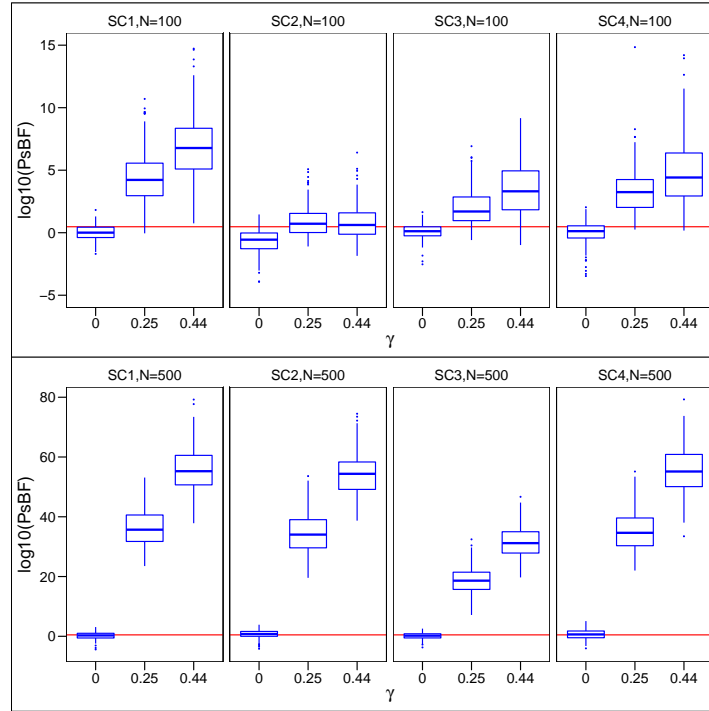 SC1,N=100 SC2,N=100 SC3,N=100 SC4,N=100
15
10
5
0
−5
log10(PsBF)
0 0.25 0.44 0 0.25 0.44 0 0.25 0.44 0 0.25 0.44
γ
SC1,N=500 SC2,N=500 SC3,N=500 SC4,N=500
80
60
40
20
0
log10(PsBF)
0 0.25 0.44 0 0.25 0.44 0 0.25 0.44 0 0.25 0.44
γ